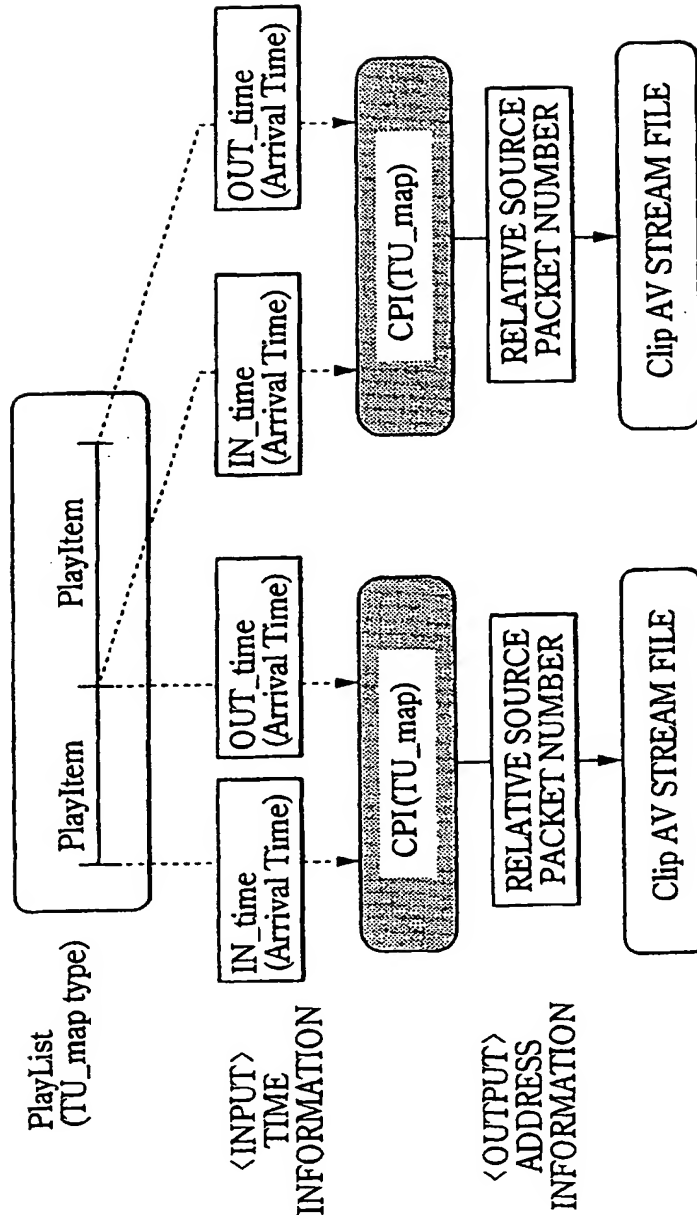 PlayList
(TU_map type)
PlayItem
PlayItem
<INPUT>
TIME
INFORMATION
IN_time
(Arrival Time)
OUT_time
(Arrival Time)
IN_time
(Arrival Time)
OUT_time
(Arrival Time)
CPI(TU_map)
CPI(TU_map)
<OUTPUT>
ADDRESS
INFORMATION
RELATIVE SOURCE
PACKET NUMBER
RELATIVE SOURCE
PACKET NUMBER
Clip AV STREAM FILE
Clip AV STREAM FILE